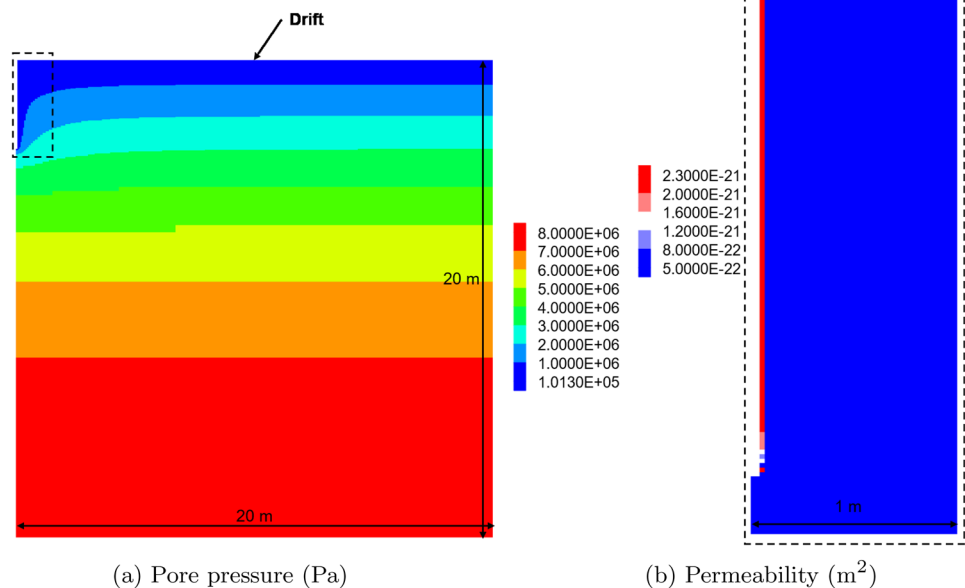 Drift
20 m
20 m
8.0000E+06
7.0000E+06
6.0000E+06
5.0000E+06
4.0000E+06
3.0000E+06
2.0000E+06
1.0000E+06
1.0130E+05
2.3000E-21
2.0000E-21
1.6000E-21
1.2000E-21
8.0000E-22
5.0000E-22
1 m
(a) Pore pressure (Pa)
(b) Permeability (m²)